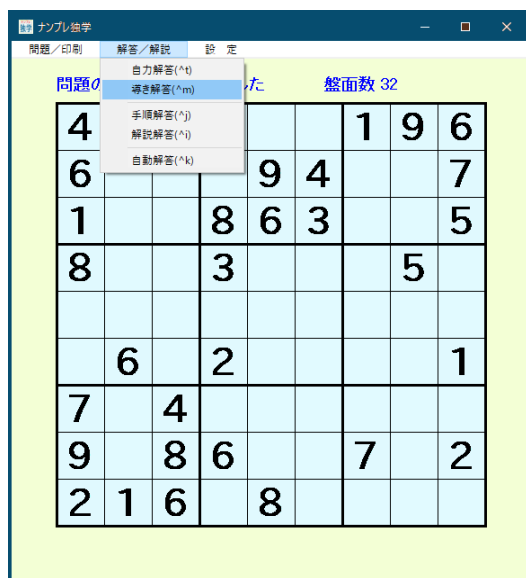 ナンプレ独学
問題／印刷 解答／解説 設 定
問題の した 盤面数 32
自力解答(^t)
導き解答(^m)
手順解答(^j)
解説解答(^i)
自動解答(^k)
4 1 9 6
6 9 4 7
1 8 6 3 5
8 3 5
6 2 1
7 4
9 8 6 7 2
2 1 6 8